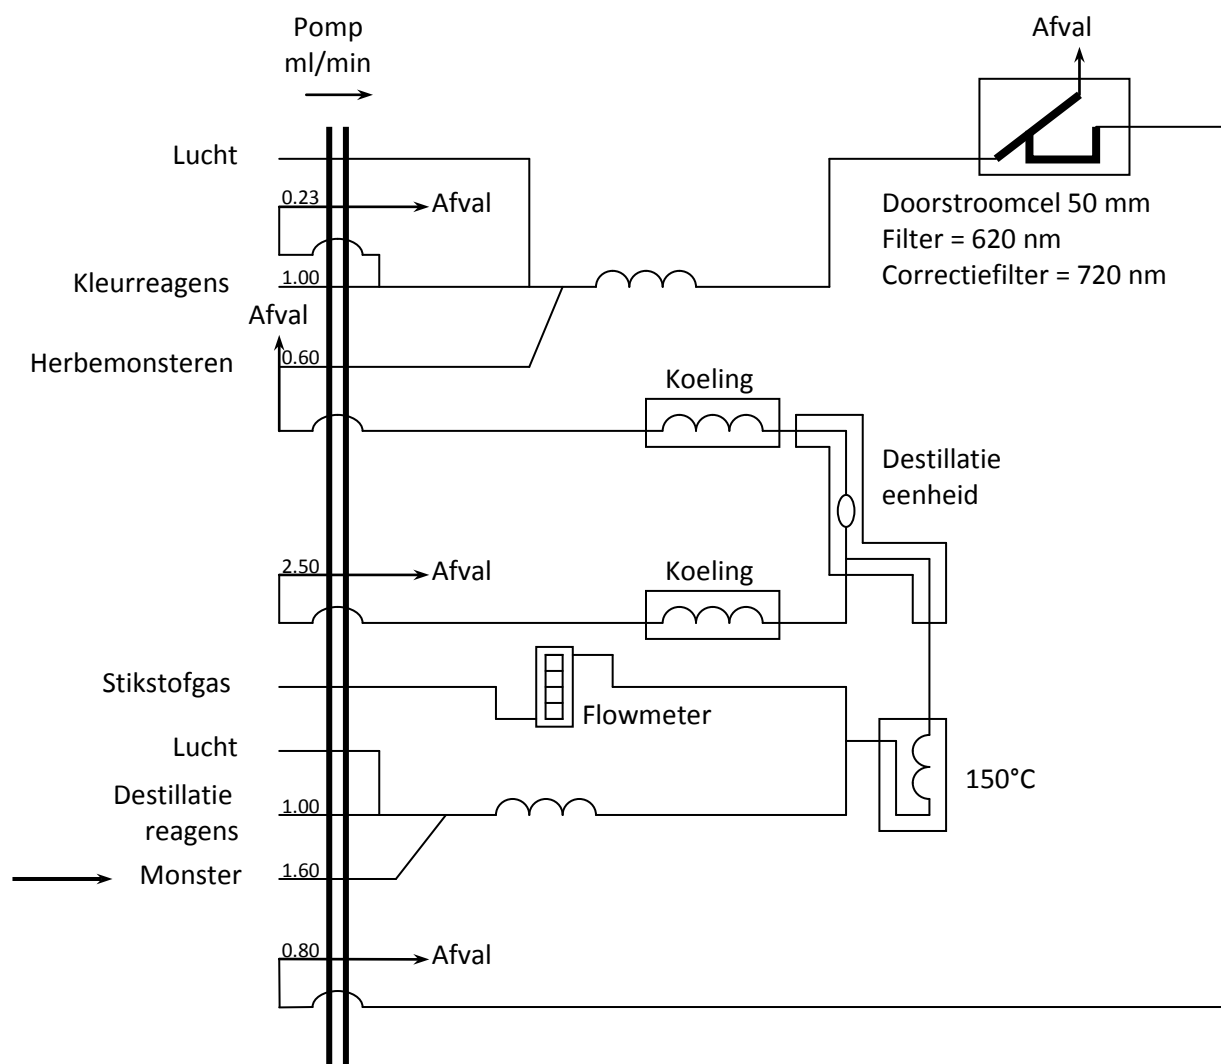 Pomp
ml/min
Afval
Lucht
0.23
Afval
Doorstroomcel 50 mm
Filter = 620 nm
Correctiefilter = 720 nm
Kleurreagens
1.00
Afval
Herbemonsteren
0.60
Koeling
Destillatie
eenheid
2.50
Afval
Koeling
Stikstofgas
Flowmeter
Lucht
150°C
Destillatie
reagens
1.00
Monster
1.60
0.80
Afval